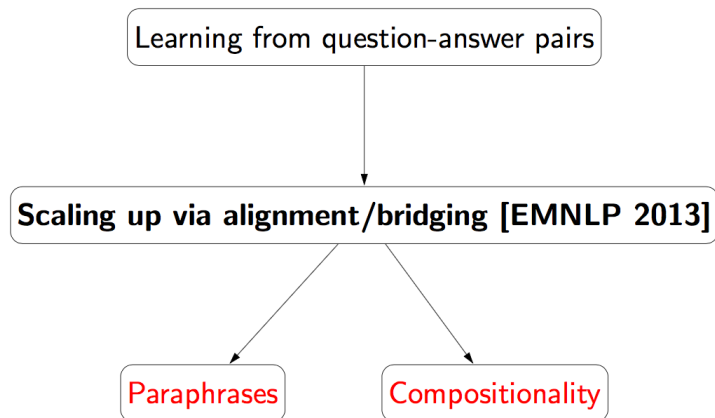 Learning from question-answer pairs
Scaling up via alignment/bridging [EMNLP 2013]
Paraphrases
Compositionality